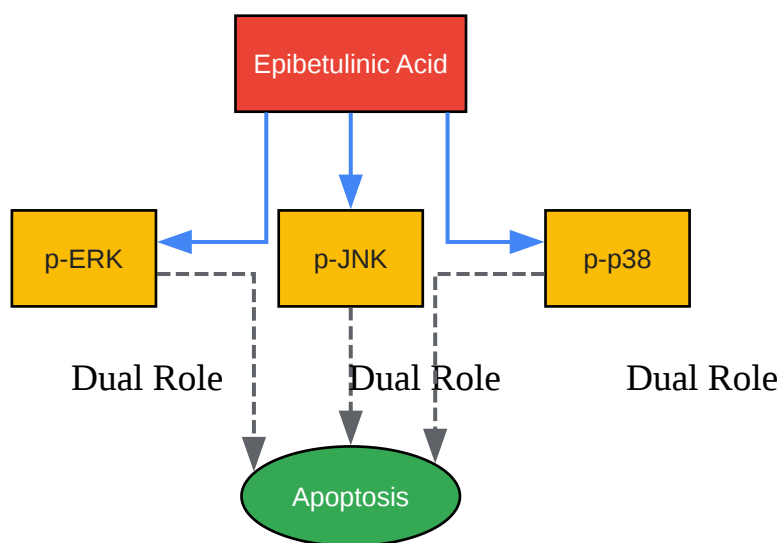 Epibetulinic Acid
p-ERK
p-JNK
p-p38
Dual Role
Dual Role
Dual Role
Apoptosis